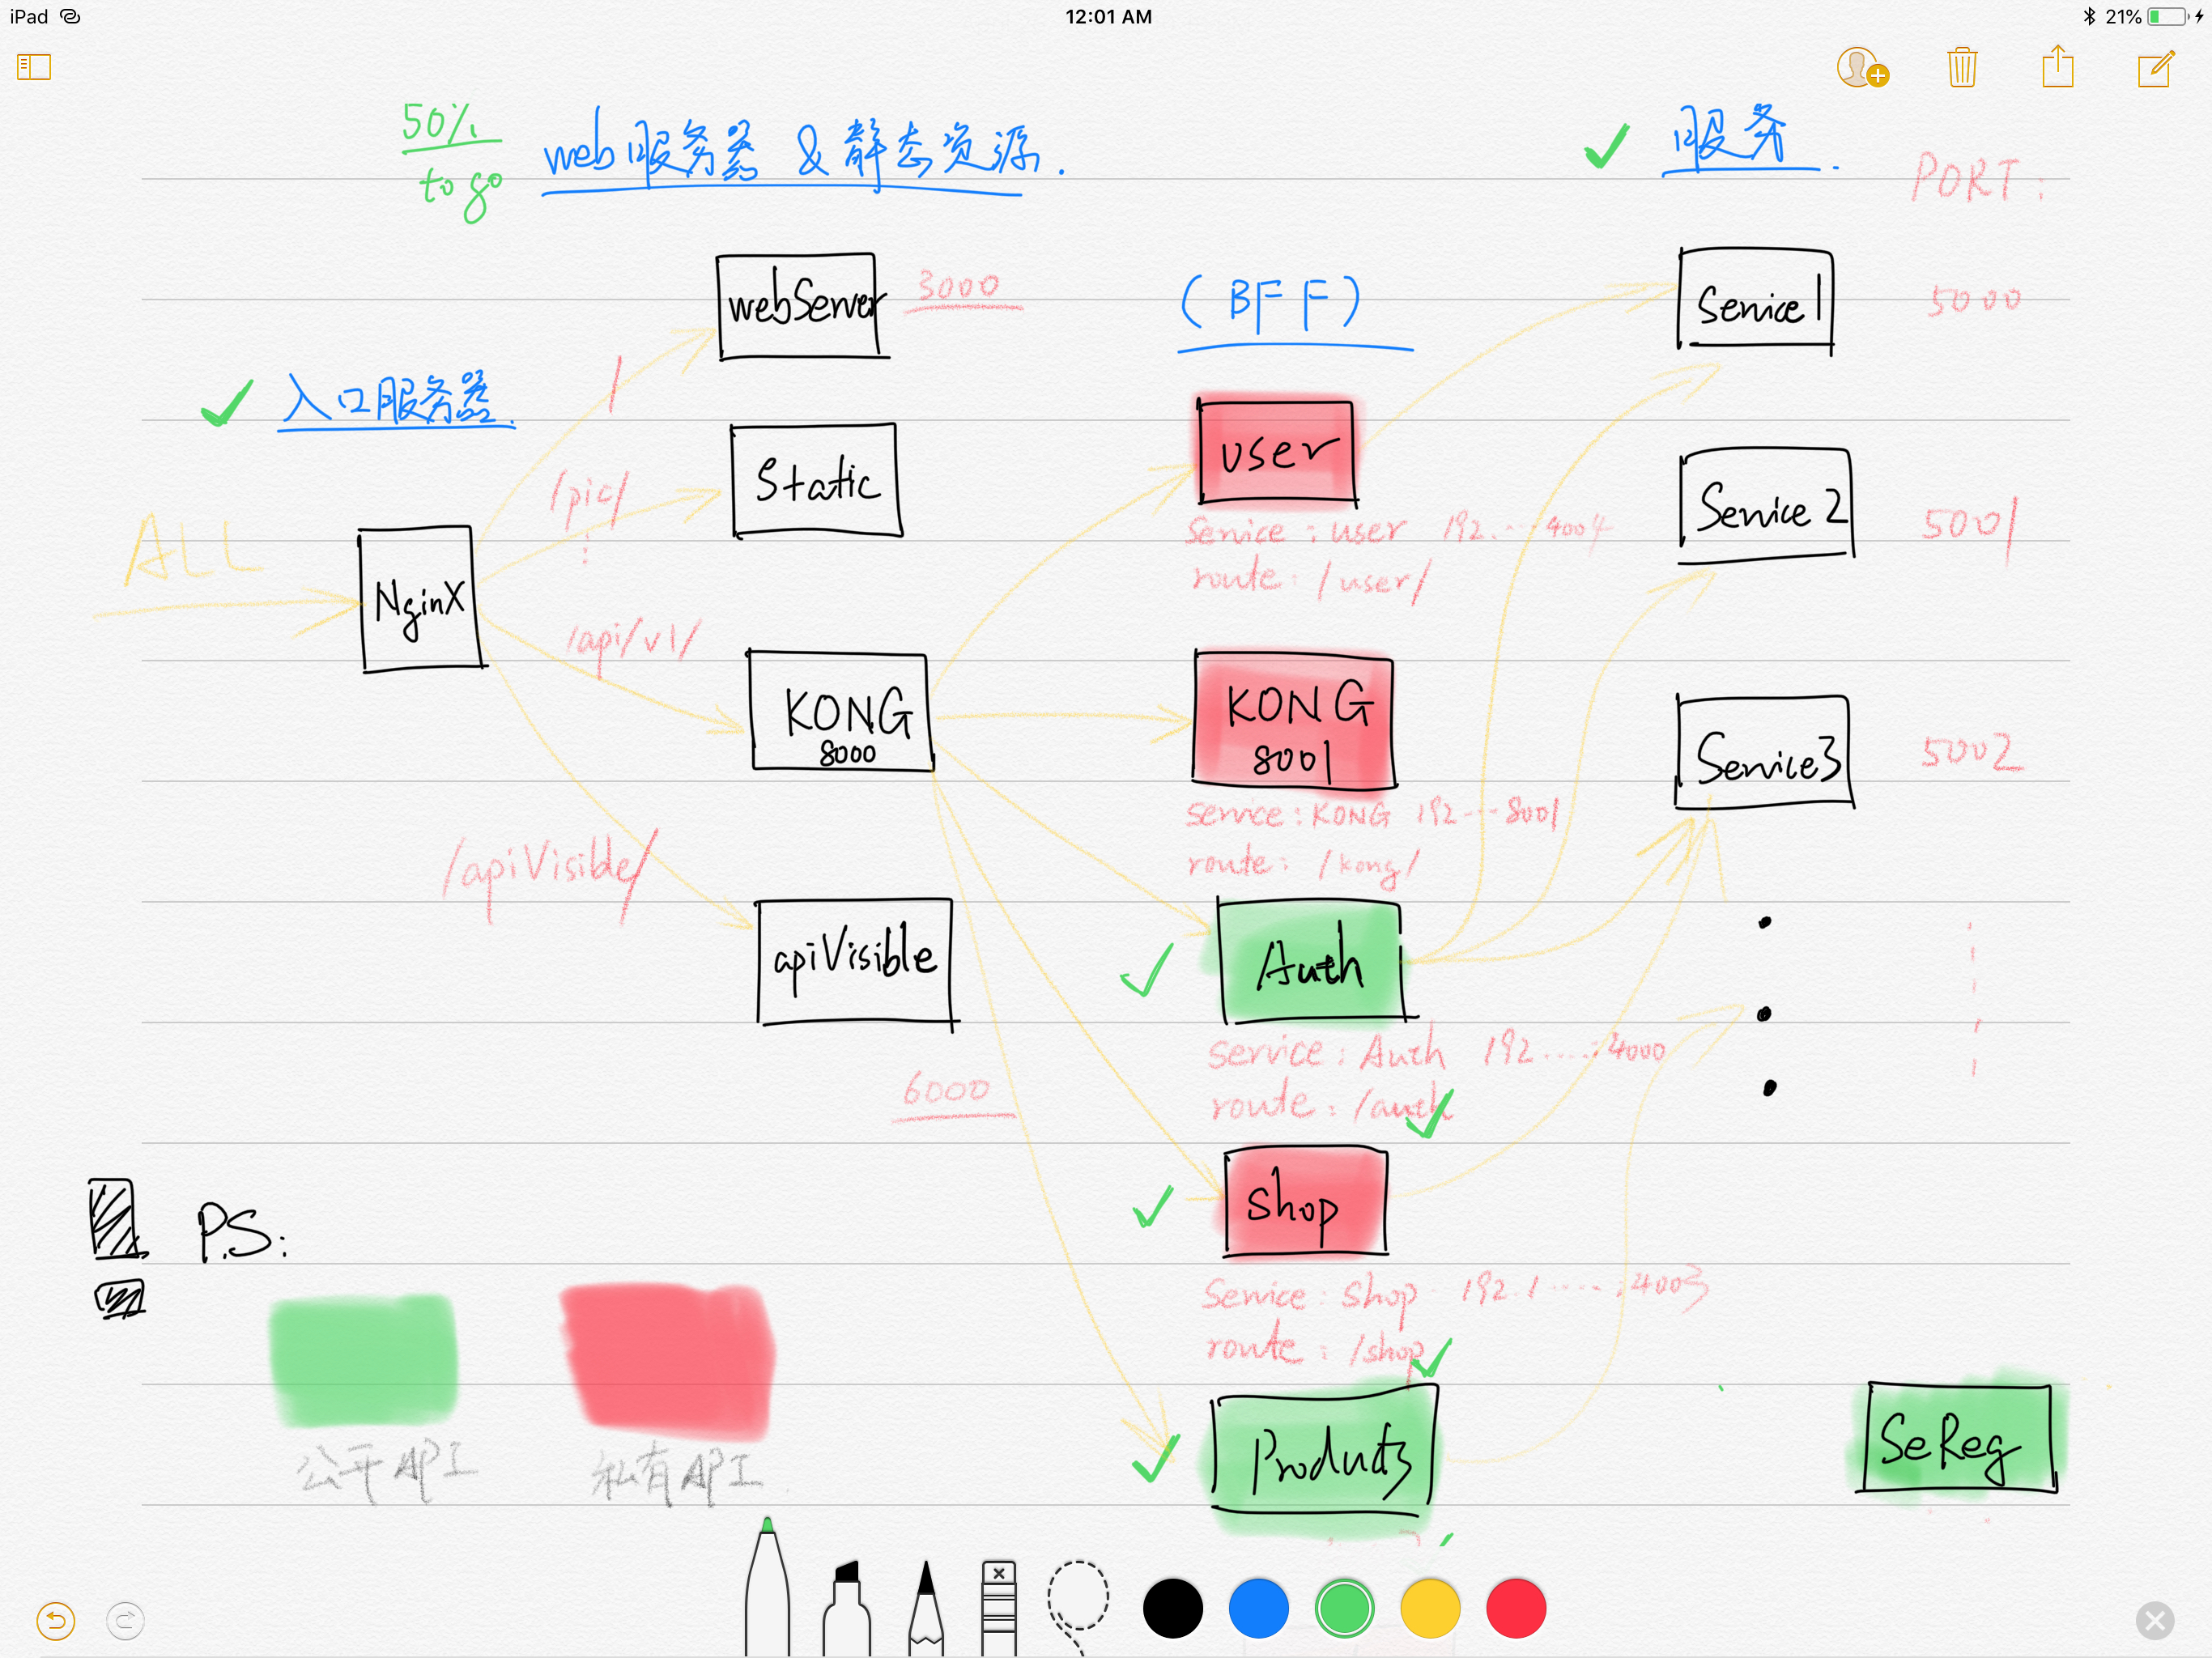 iPad
12:01 AM
21%
50%
to go
web服务器 & 静态资源.
服务.
PORT:
webServer
3000
(BFF)
Service1
5000
入口服务器.
/
user
Static
/pic/
ALL
Service 2
5001
service: user 192.....4004
route: /user/
NginX
/api/v1/
KONG
8000
KONG
8001
Service3
5002
service: KONG 192...8001
route: /kong/
/apiVisible/
apiVisible
Auth
service: Auth 192....:4000
route: /auth
6000
shop
P.S:
Service: shop 192.1.....:4003
route: /shop
Products
SeReg
公开API
私有API